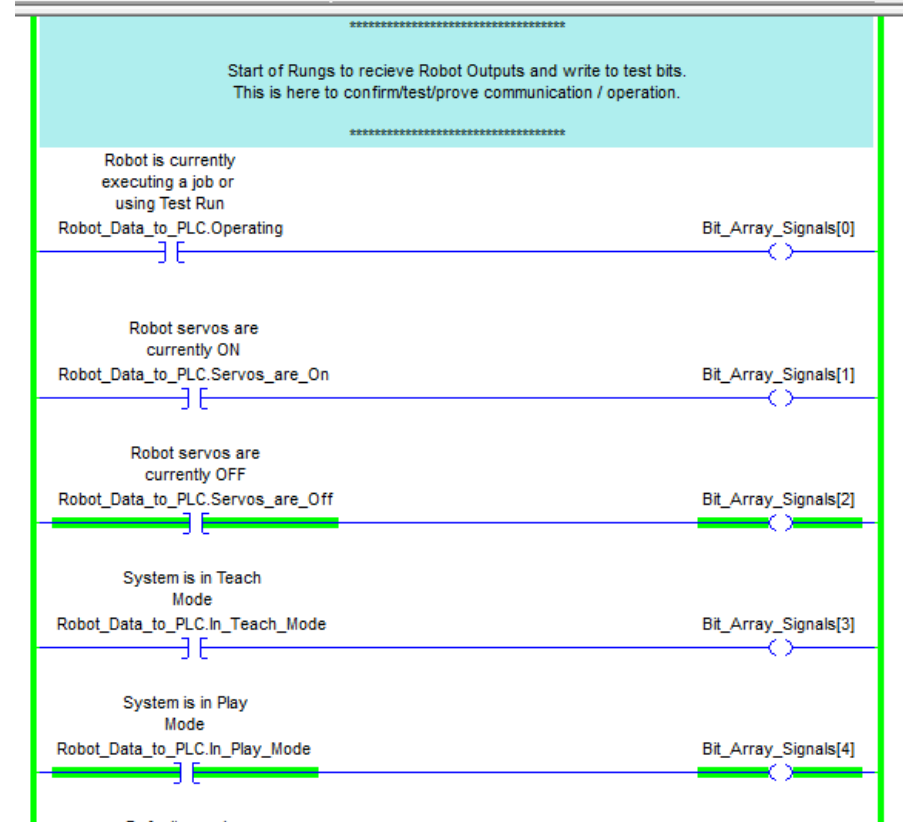 ************************************
Start of Rungs to recieve Robot Outputs and write to test bits.
This is here to confirm/test/prove communication / operation.
************************************
Robot is currently
executing a job or
using Test Run
Robot_Data_to_PLC.Operating
Bit_Array_Signals[0]
Robot servos are
currently ON
Robot_Data_to_PLC.Servos_are_On
Bit_Array_Signals[1]
Robot servos are
currently OFF
Robot_Data_to_PLC.Servos_are_Off
Bit_Array_Signals[2]
System is in Teach
Mode
Robot_Data_to_PLC.In_Teach_Mode
Bit_Array_Signals[3]
System is in Play
Mode
Robot_Data_to_PLC.In_Play_Mode
Bit_Array_Signals[4]